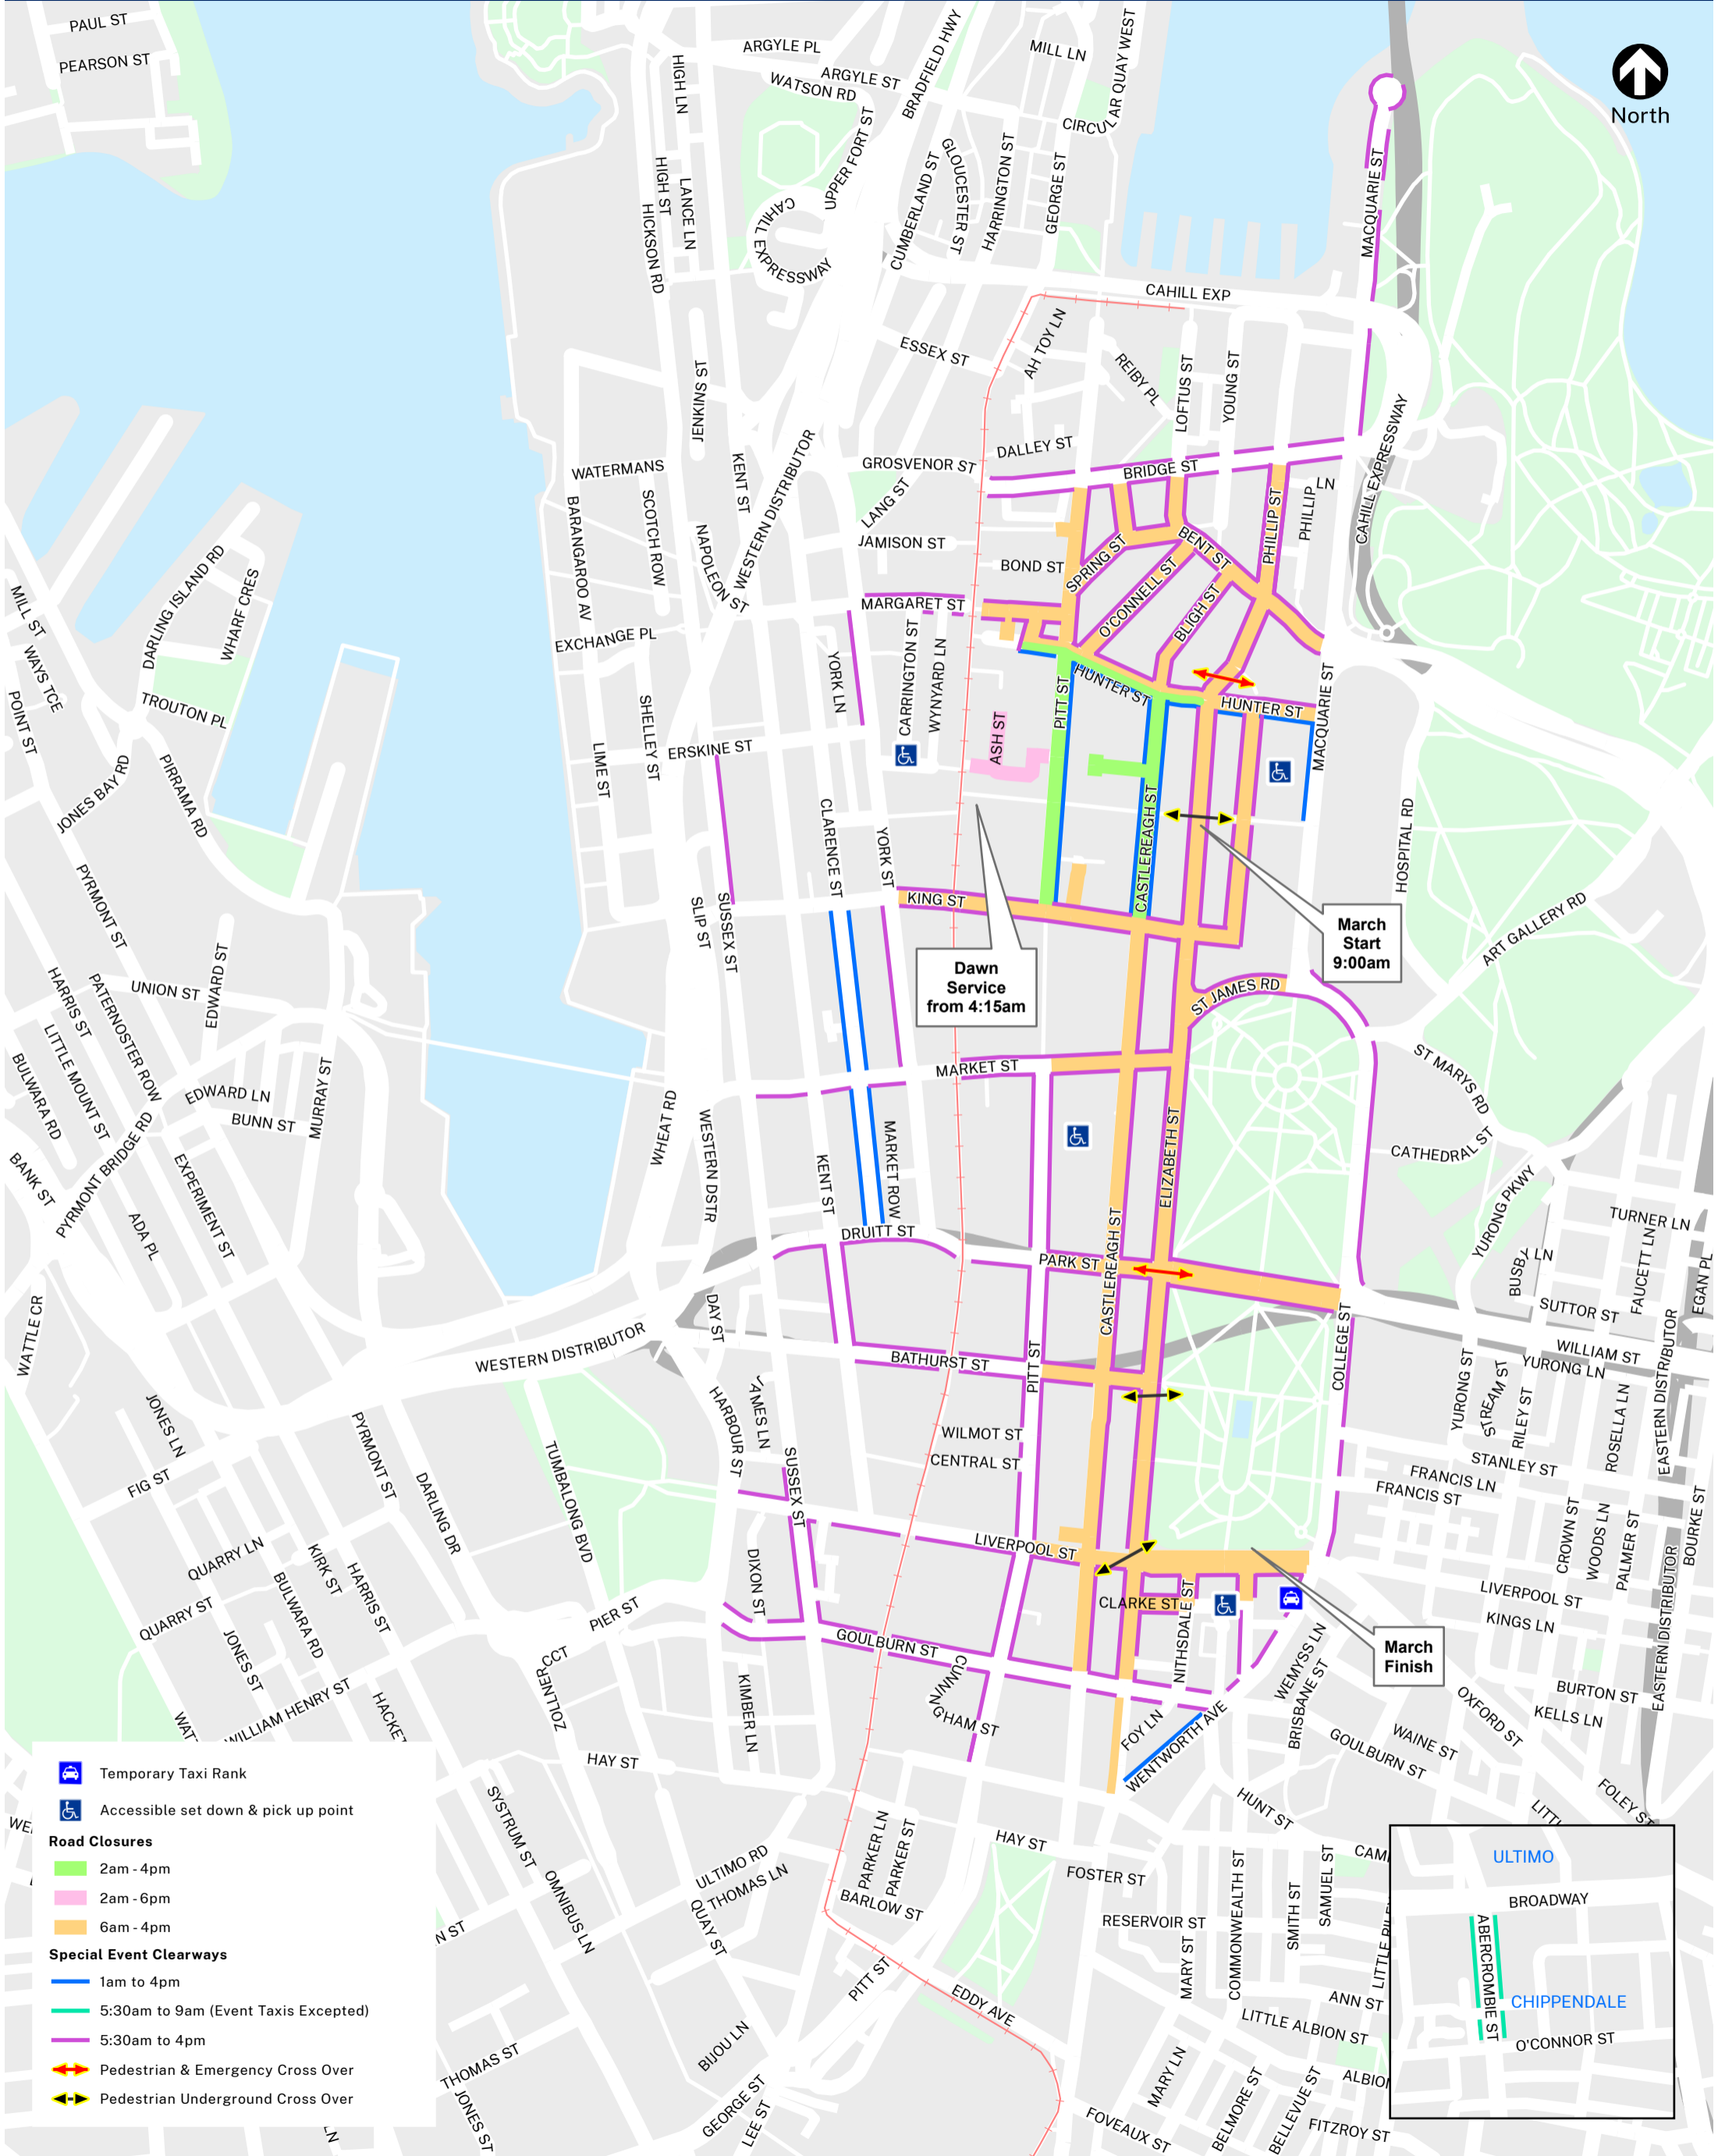 PAUL ST
PEARSON ST
HIGH LN
ARGYLE PL
ARGYLE ST
WATSON RD
BRADFIELD HWY
MILL LN
CIRCULAR QUAY WEST
North
HIGH ST
LANCE LN
HICKSON RD
UPPER FORT ST
CAHILL EXPRESSWAY
CUMBERLAND ST
GLOUCESTER ST
HARRINGTON ST
GEORGE ST
MACQUARIE ST
CAHILL EXP
ESSEX ST
AH TOY LN
REIBY PL
LOFTUS ST
YOUNG ST
JENKINS ST
CAHILL EXPRESSWAY
DALLEY ST
GROSVENOR ST
BRIDGE ST
WATERMANS
KENT ST
WESTERN DISTRIBUTOR
LANG ST
PHILLIP LN
PHILLIP ST
BARANGAROO AV
SCOTCH ROW
NAPOLEON ST
JAMISON ST
BOND ST
SPRING ST
BENT ST
O'CONNELL ST
BLIGH ST
MARGARET ST
DARLING ISLAND RD
WHARF CRES
MILL ST
WAYS TCE
POINT ST
TROUTON PL
EXCHANGE PL
YORK LN
CARRINGTON ST
WYNYARD LN
HUNTER ST
HUNTER ST
PITT ST
MACQUARIE ST
SHELLEY ST
ERSKINE ST
LIME ST
ASH ST
JONES BAY RD
PIRRAMA RD
CLARENCE ST
YORK ST
CASTLEREAGH ST
HOSPITAL RD
KING ST
SLIP ST
SUSSEX ST
PYRMONT ST
March
Start
9:00am
Dawn
Service
from 4:15am
ART GALLERY RD
EDWARD ST
UNION ST
HARRIS ST
PATERNOSTER ROW
LITTLE MOUNT ST
BULWARA RD
ST JAMES RD
ST MARYS RD
MARKET ST
EDWARD LN
BUNN ST
MURRAY ST
WHEAT RD
WESTERN DSTR
MARKET ROW
KENT ST
ELIZABETH ST
CATHEDRAL ST
BANK ST
PYRMONT BRIDGE RD
EXPERIMENT ST
ADA PL
DRUITT ST
PARK ST
CASTLEREAGH ST
YURONG PKWY
TURNER LN
BUSBY LN
FAUCETT LN
EGAN PL
SUTTOR ST
WILLIAM ST
YURONG LN
WATTLE CR
DAY ST
WESTERN DISTRIBUTOR
BATHURST ST
PITT ST
COLLEGE ST
YURONG ST
STREAM ST
RILEY ST
ROSELLA LN
EASTERN DISTRIBUTOR
JONES LN
PYRMONT ST
HARBOUR ST
JAMES LN
WILMOT ST
CENTRAL ST
STANLEY ST
FRANCIS LN
FRANCIS ST
FIG ST
DARLING DR
TUMBALONG BVD
SUSSEX ST
CROWN ST
WOODS LN
PALMER ST
BOURKE ST
LIVERPOOL ST
QUARRY LN
KIRK ST
HARRIS ST
BULWARA RD
DIXON ST
CLARKE ST
NITHSDALE ST
LIVERPOOL ST
KINGS LN
QUARRY ST
JONES ST
PIER ST
GOULBURN ST
March
Finish
WEMYSS LN
BRISBANE ST
EASTERN DISTRIBUTOR
ZOLLNER CCT
WILLIAM HENRY ST
KIMBER LN
CUNNINGHAM ST
FOY LN
WENTWORTH AVE
OXFORD ST
BURTON ST
KELLS LN
WAINE ST
GOULBURN ST
HAY ST
HUNT ST
FOLEY ST
Temporary Taxi Rank
Accessible set down & pick up point
Road Closures
2am - 4pm
2am - 6pm
6am - 4pm
Special Event Clearways
1am to 4pm
5:30am to 9am (Event Taxis Excepted)
5:30am to 4pm
Pedestrian & Emergency Cross Over
Pedestrian Underground Cross Over
SYSTRUM ST
OMNIBUS LN
ULTIMO RD
THOMAS LN
QUAY ST
PARKER LN
PARKER ST
BARLOW ST
HAY ST
FOSTER ST
RESERVOIR ST
MARY ST
COMMONWEALTH ST
SMITH ST
SAMUEL ST
PITT ST
EDDY AVE
ANN ST
LITTLE ALBION ST
THOMAS ST
JONES ST
BIJOU LN
GEORGE ST
LEE ST
MARY LN
BELMORE ST
BELLEVUE ST
FOVEAUX ST
FITZROY ST
ULTIMO
BROADWAY
ABERCROMBIE ST
CHIPPENDALE
O'CONNOR ST